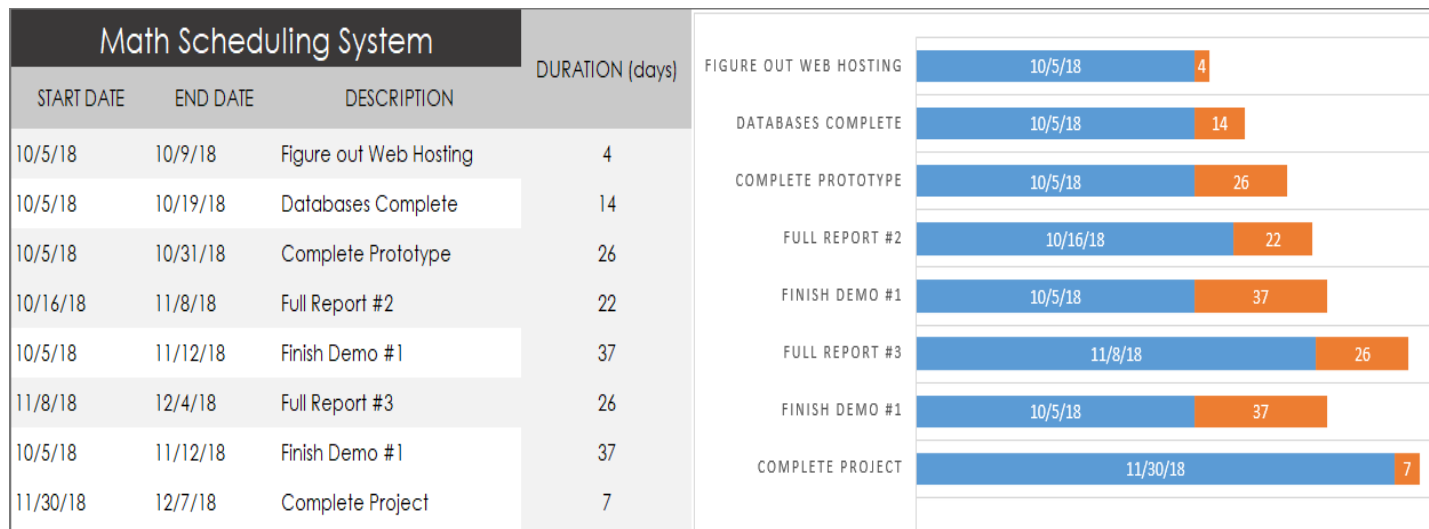 Math Scheduling System
DURATION (days)
START DATE END DATE DESCRIPTION
10/5/18 10/9/18 Figure out Web Hosting 4
10/5/18 10/19/18 Databases Complete 14
10/5/18 10/31/18 Complete Prototype 26
10/16/18 11/8/18 Full Report #2 22
10/5/18 11/12/18 Finish Demo #1 37
11/8/18 12/4/18 Full Report #3 26
10/5/18 11/12/18 Finish Demo #1 37
11/30/18 12/7/18 Complete Project 7
FIGURE OUT WEB HOSTING 10/5/18 4
DATABASES COMPLETE 10/5/18 14
COMPLETE PROTOTYPE 10/5/18 26
FULL REPORT #2 10/16/18 22
FINISH DEMO #1 10/5/18 37
FULL REPORT #3 11/8/18 26
FINISH DEMO #1 10/5/18 37
COMPLETE PROJECT 11/30/18 7